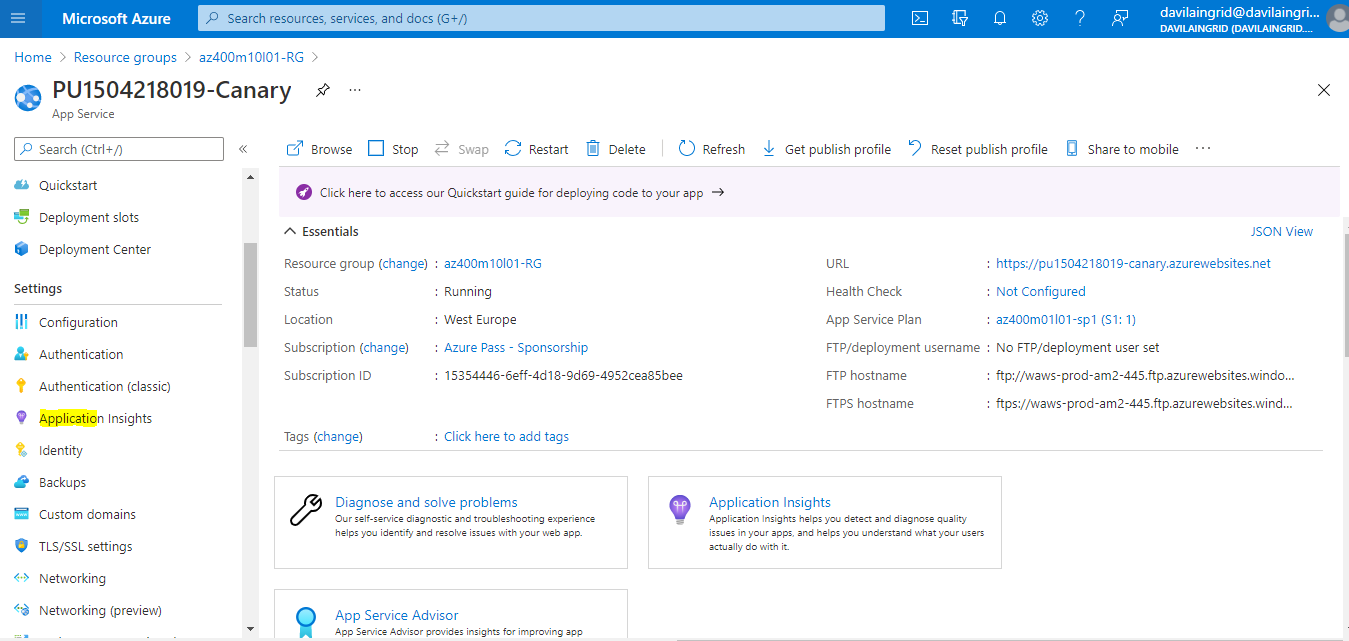 Microsoft Azure
Search resources, services, and docs (G+/)
davilaingrid@davilaingri...
DAVILAINGRID (DAVILAINGRID....
Home > Resource groups > az400m10l01-RG >
PU1504218019-Canary
App Service
Search (Ctrl+/)
Quickstart
Deployment slots
Deployment Center
Settings
Configuration
Authentication
Authentication (classic)
Application Insights
Identity
Backups
Custom domains
TLS/SSL settings
Networking
Networking (preview)
Browse Stop Swap Restart Delete Refresh Get publish profile Reset publish profile Share to mobile ...
Click here to access our Quickstart guide for deploying code to your app →
Essentials
JSON View
Resource group (change) : az400m10l01-RG
Status : Running
Location : West Europe
Subscription (change) : Azure Pass - Sponsorship
Subscription ID : 15354446-6eff-4d18-9d69-4952cea85bee
URL : https://pu1504218019-canary.azurewebsites.net
Health Check : Not Configured
App Service Plan : az400m01l01-sp1 (S1: 1)
FTP/deployment username : No FTP/deployment user set
FTP hostname : ftp://waws-prod-am2-445.ftp.azurewebsites.windo...
FTPS hostname : ftps://waws-prod-am2-445.ftp.azurewebsites.wind...
Tags (change) : Click here to add tags
Diagnose and solve problems
Our self-service diagnostic and troubleshooting experience
helps you identify and resolve issues with your web app.
Application Insights
Application Insights helps you detect and diagnose quality
issues in your apps, and helps you understand what your users
actually do with it.
App Service Advisor
App Service Advisor provides insights for improving app